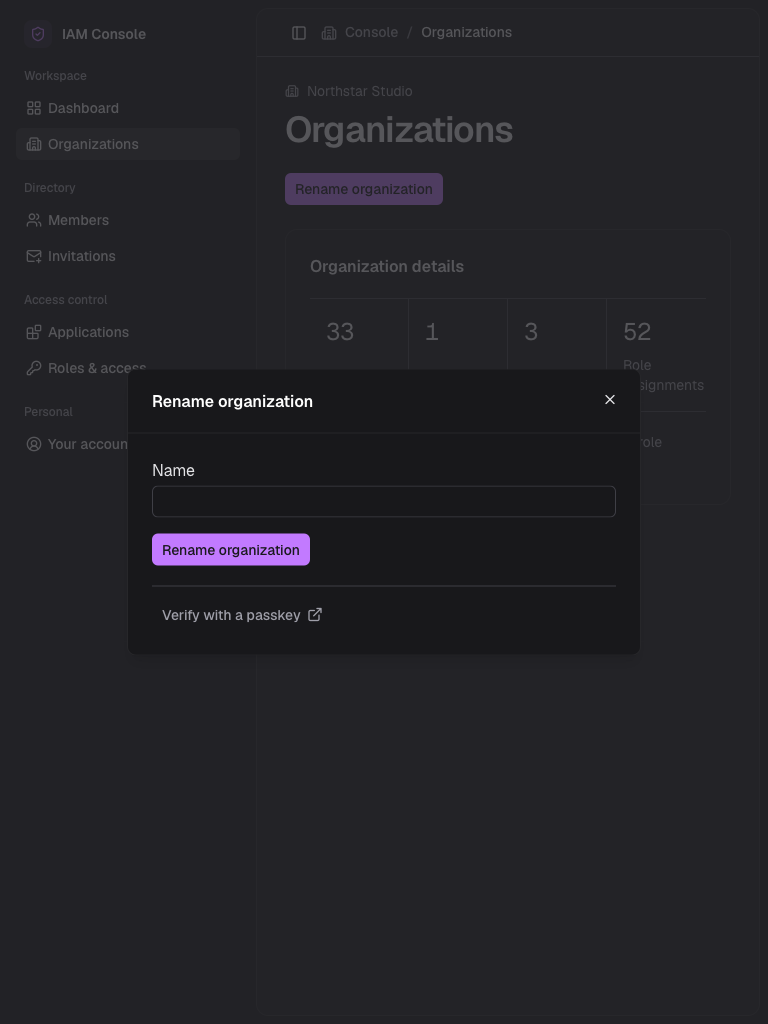 IAM Console
Workspace
Dashboard
Organizations
Directory
Members
Invitations
Access control
Applications
Roles & access
Personal
Your accoun
Console / Organizations
Northstar Studio
Organizations
Rename organization
Organization details
33
1
3
52
Role
signments
role
Rename organization
Name
Rename organization
Verify with a passkey